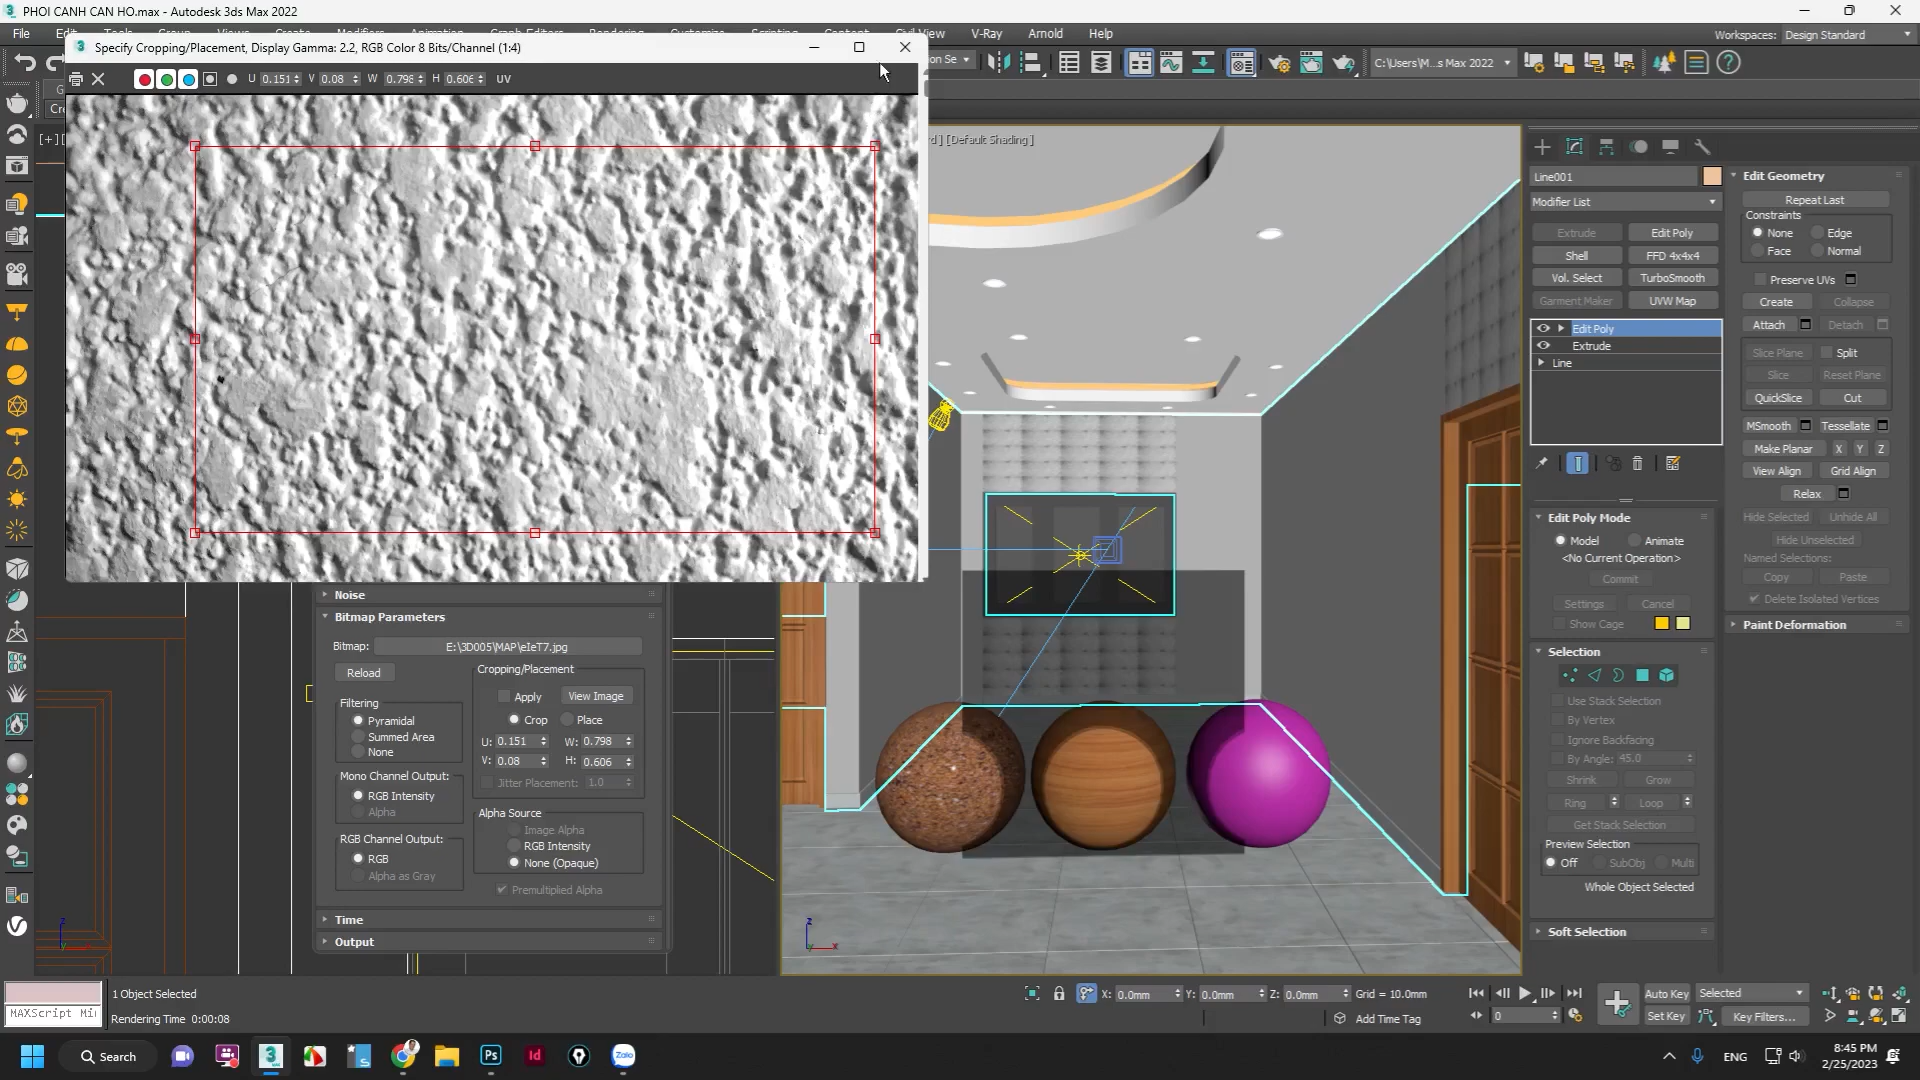 PHOI CANH CAN HO.max - Autodesk 3ds Max 2022
File
V-Ray Arnold Help
Workspaces: Design Standard
Specify Cropping/Placement, Display Gamma: 2.2, RGB Color 8 Bits/Channel (1:4)
U 0.151 V 0.08 W 0.798 H 0.606 UV
C:\Users\M...s Max 2022
[Default Shading ]
Line001
Modifier List
Extrude Edit Poly
Shell FFD 4x4x4
Vol. Select TurboSmooth
Garment Maker UVW Map
Edit Poly
Extrude
Line
Edit Poly Mode
Model Animate
<No Current Operation>
Commit
Settings Cancel
Show Cage
Selection
Use Stack Selection
By Vertex
Ignore Backfacing
By Angle: 45.0
Shrink Grow
Ring Loop
Get Stack Selection
Preview Selection
Off SubObj Multi
Whole Object Selected
Soft Selection
Edit Geometry
Repeat Last
Constraints
None Edge
Face Normal
Preserve UVs
Create Collapse
Attach Detach
Slice Plane Split
Slice Reset Plane
QuickSlice Cut
MSmooth Tessellate
Make Planar X Y Z
View Align Grid Align
Relax
Hide Selected Unhide All
Hide Unselected
Named Selections:
Copy Paste
Delete Isolated Vertices
Paint Deformation
Noise
Bitmap Parameters
Bitmap: E:\3D005\MAP\eIeT7.jpg
Reload
Cropping/Placement
Apply View Image
Crop Place
U: 0.151 W: 0.798
V: 0.08 H: 0.606
Jitter Placement: 1.0
Filtering
Pyramidal
Summed Area
None
Mono Channel Output:
RGB Intensity
Alpha
RGB Channel Output:
RGB
Alpha as Gray
Alpha Source
Image Alpha
RGB Intensity
None (Opaque)
Premultiplied Alpha
Time
Output
z
x
z
y
1 Object Selected
MAXScript Mi
Rendering Time 0:00:08
X: 0.0mm Y: 0.0mm Z: 0.0mm Grid = 10.0mm
Add Time Tag
0
Auto Key Selected
Set Key Key Filters...
Search
Ps
Id
Zalo
ENG
8:45 PM
2/25/2023